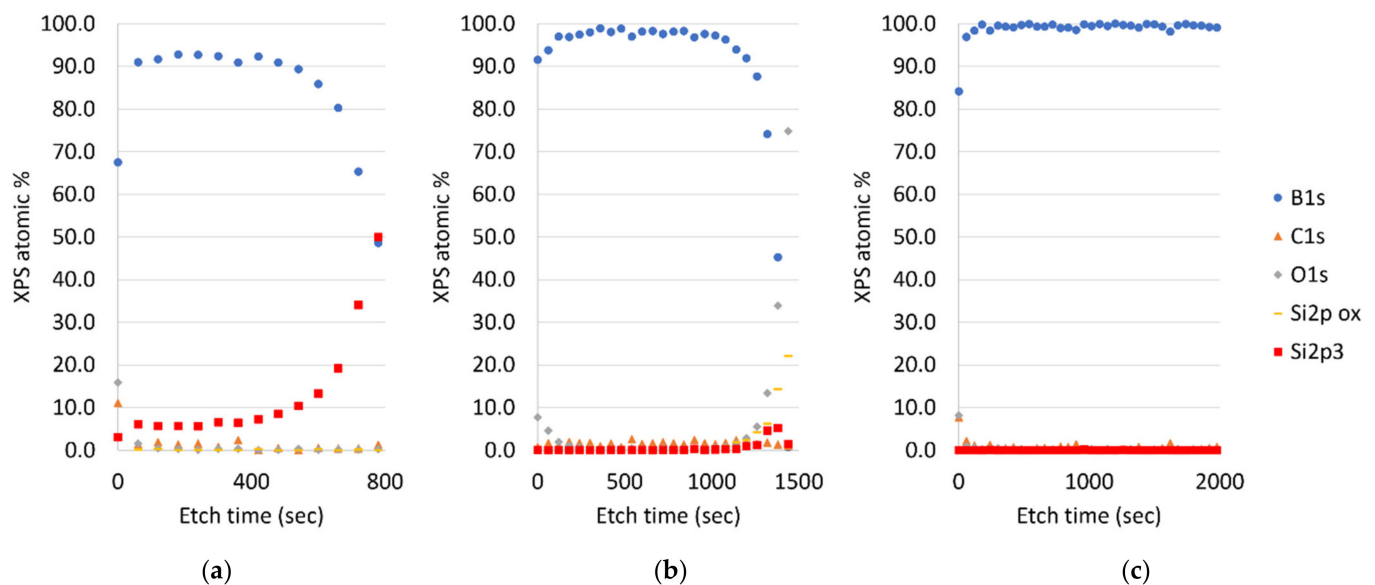 100.0
90.0
80.0
70.0
60.0
50.0
40.0
30.0
20.0
10.0
0.0
XPS atomic %
0 400 800
Etch time (sec)
(a)
100.0
90.0
80.0
70.0
60.0
50.0
40.0
30.0
20.0
10.0
0.0
XPS atomic %
0 500 1000 1500
Etch time (sec)
(b)
100.0
90.0
80.0
70.0
60.0
50.0
40.0
30.0
20.0
10.0
0.0
XPS atomic %
0 1000 2000
Etch time (sec)
(c)
B1s
C1s
O1s
Si2p ox
Si2p3